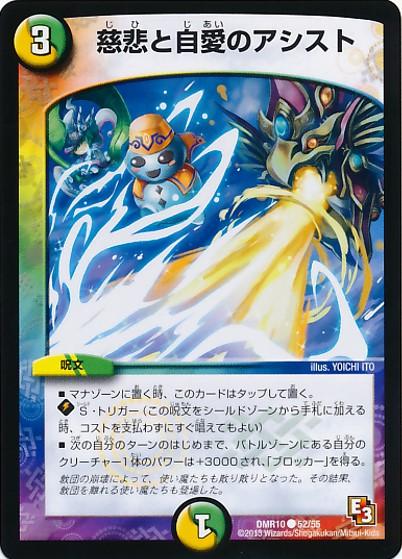 3
じひ じあい
慈悲と自愛のアシスト
呪文
illus. YOICHI ITO
■マナゾーンに置く時、このカードはタップして置く。
S・トリガー（この呪文をシールドゾーンから手札に加える
時、コストを支払わずにすぐ唱えてもよい）
■次の自分のターンのはじめまで、バトルゾーンにある自分の
クリーチャー1体のパワーは+3000され、「ブロッカー」を得る。
教団の崩壊によって、使い魔たちも散り散りとなった。その結果、
教団を離れる使い魔たちも登場した。
1
DMR10 ● 52/55
©2013 Wizards/Shogakukan/Mitsui-Kids
E3